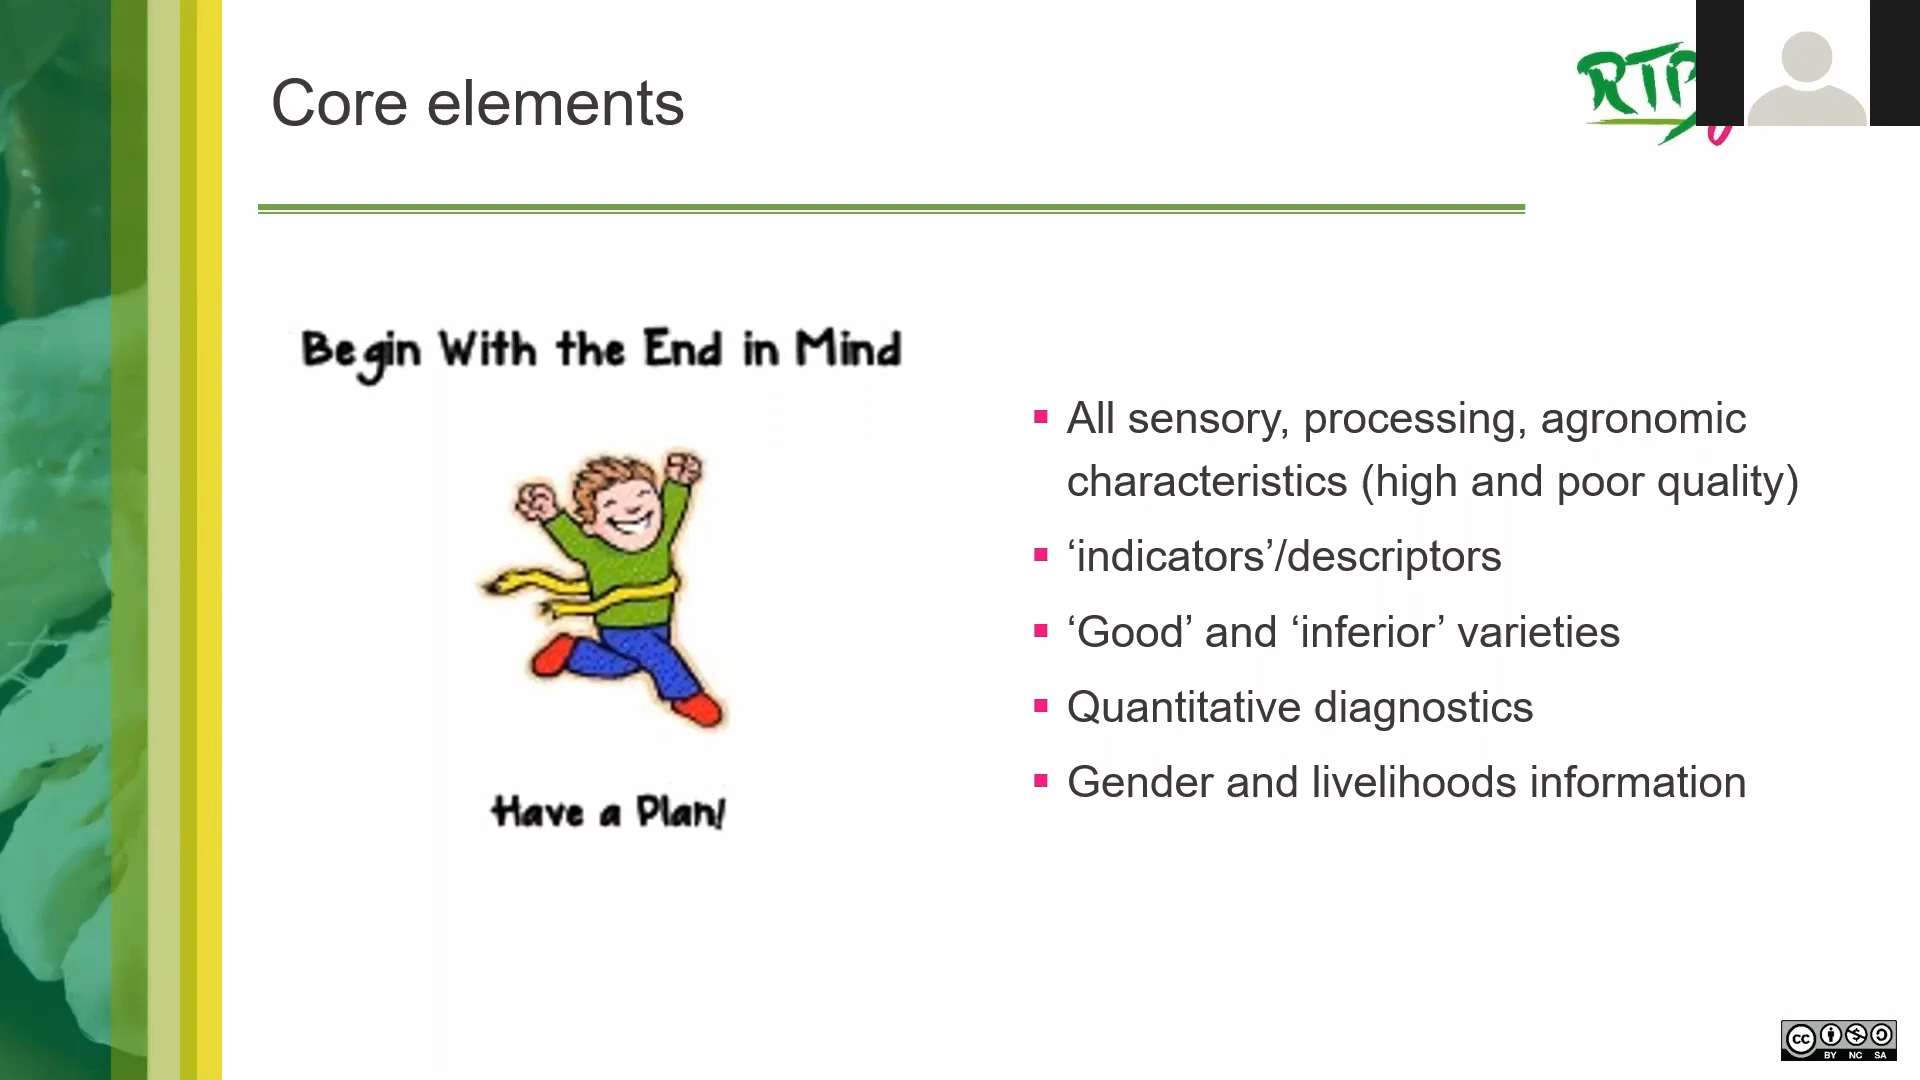 Core elements
RTB
Begin With the End in Mind
Have a Plan!
All sensory, processing, agronomic
characteristics (high and poor quality)
‘indicators’/descriptors
‘Good’ and ‘inferior’ varieties
Quantitative diagnostics
Gender and livelihoods information
cc
BY NC SA